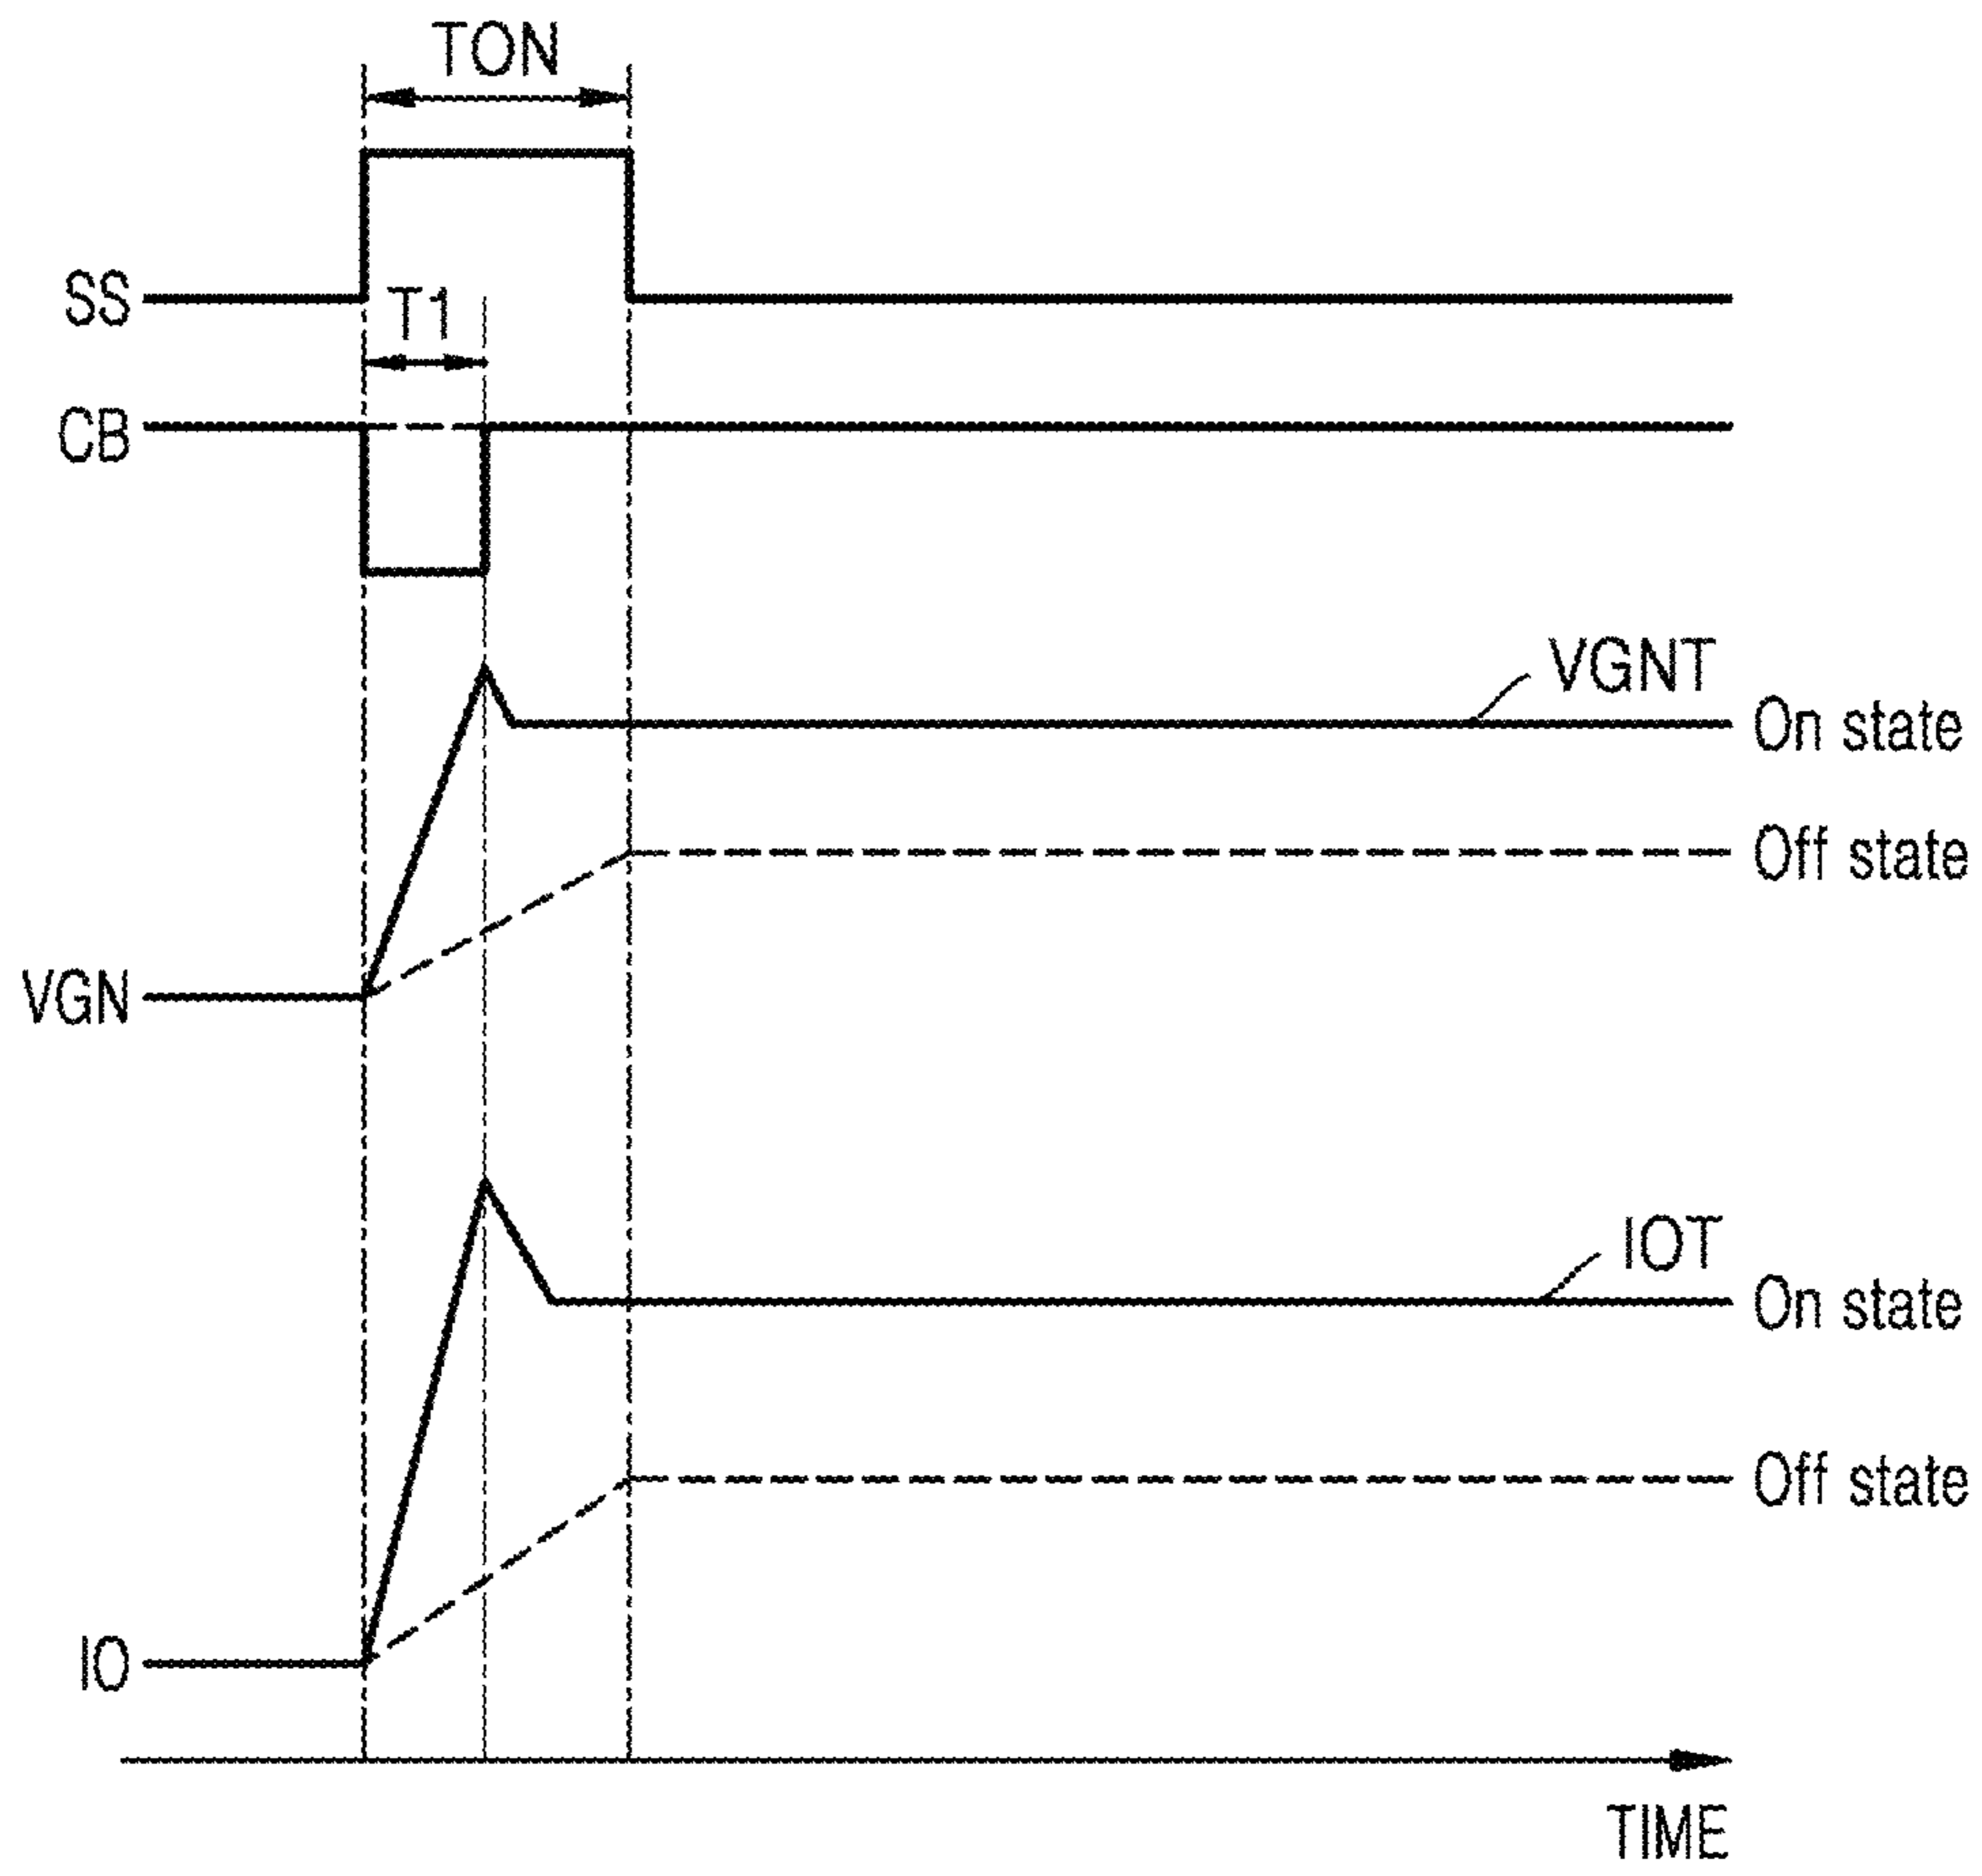 TON
SS
T1
CB
VGNT
On state
Off state
VGN
IOT
On state
Off state
IO
TIME